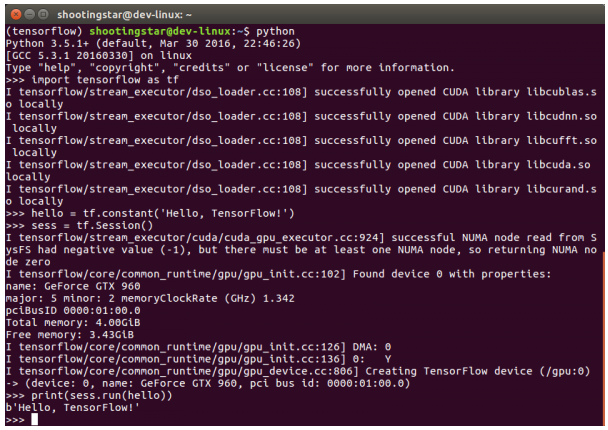 shootingstar@dev-linux: ~
(tensorflow) shootingstar@dev-linux:~$ python
Python 3.5.1+ (default, Mar 30 2016, 22:46:26)
[GCC 5.3.1 20160330] on linux
Type "help", "copyright", "credits" or "license" for more information.
>>> import tensorflow as tf
I tensorflow/stream_executor/dso_loader.cc:108] successfully opened CUDA library libcublas.s
o locally
I tensorflow/stream_executor/dso_loader.cc:108] successfully opened CUDA library libcudnn.so
 locally
I tensorflow/stream_executor/dso_loader.cc:108] successfully opened CUDA library libcufft.so
 locally
I tensorflow/stream_executor/dso_loader.cc:108] successfully opened CUDA library libcuda.so
locally
I tensorflow/stream_executor/dso_loader.cc:108] successfully opened CUDA library libcurand.s
o locally
>>> hello = tf.constant('Hello, TensorFlow!')
>>> sess = tf.Session()
I tensorflow/stream_executor/cuda/cuda_gpu_executor.cc:924] successful NUMA node read from S
ysFS had negative value (-1), but there must be at least one NUMA node, so returning NUMA no
de zero
I tensorflow/core/common_runtime/gpu/gpu_init.cc:102] Found device 0 with properties:
name: GeForce GTX 960
major: 5 minor: 2 memoryClockRate (GHz) 1.342
pciBusID 0000:01:00.0
Total memory: 4.00GiB
Free memory: 3.43GiB
I tensorflow/core/common_runtime/gpu/gpu_init.cc:126] DMA: 0
I tensorflow/core/common_runtime/gpu/gpu_init.cc:136] 0:   Y
I tensorflow/core/common_runtime/gpu/gpu_device.cc:806] Creating TensorFlow device (/gpu:0)
-> (device: 0, name: GeForce GTX 960, pci bus id: 0000:01:00.0)
>>> print(sess.run(hello))
b'Hello, TensorFlow!'
>>>